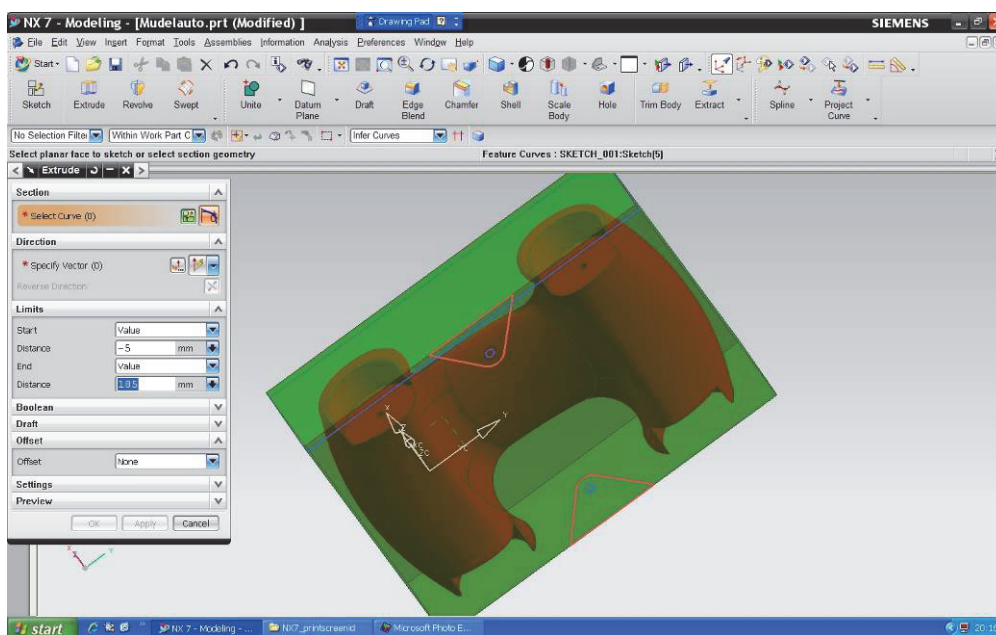 NX 7 - Modeling - [Mudelauto.prt (Modified) ] Drawing Pad SIEMENS
File Edit View Insert Format Tools Assemblies Information Analysis Preferences Window Help
Start
Sketch Extrude Revolve Swept Unite Datum Plane Draft Edge Blend Chamfer Shell Scale Body Hole Trim Body Extract Spline Project Curve
No Selection Filte Within Work Part C Infer Curves
Select planar face to sketch or select section geometry Feature Curves : SKETCH_001:Sketch(5)
Extrude
Section
* Select Curve (0)
Direction
* Specify Vector (0)
Reverse Direction
Limits
Start Value
Distance -5 mm
End Value
Distance 105 mm
Boolean
Draft
Offset
Offset None
Settings
Preview
OK Apply Cancel
X
Y
start NX 7 - Modeling - ... NX7_printscreenid Microsoft Photo E...